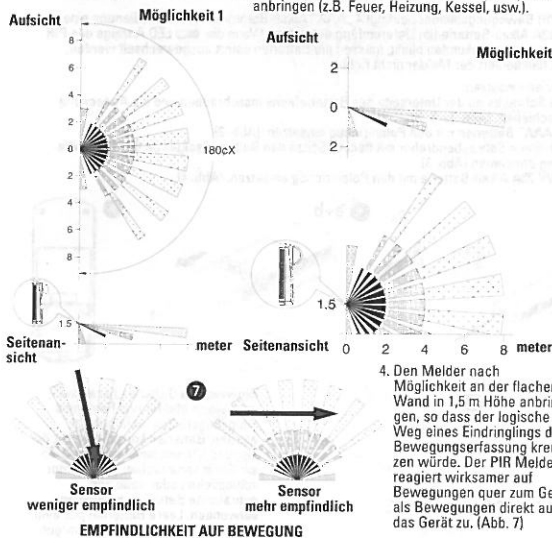 anbringen (z.B. Feuer, Heizung, Kessel, usw.).
Aufsicht
Möglichkeit 1
8
6
4
2
0
2
4
6
8
180cX
1.5
Seitenan-
sicht
meter
Aufsicht
Möglichkeit
2
0
2
1.5
Seitenansicht
0 2 4 6 8 meter
7
Sensor
weniger empfindlich
Sensor
mehr empfindlich
EMPFINDLICHKEIT AUF BEWEGUNG
4. Den Melder nach
Möglichkeit an der flachen
Wand in 1,5 m Höhe anbrin
gen, so dass der logische
Weg eines Eindringlings d
Bewegungserfassung kreu
zen würde. Der PIR Melde
reagiert wirksamer auf
Bewegungen quer zum Ge
als Bewegungen direkt au
das Gerät zu. (Abb. 7)